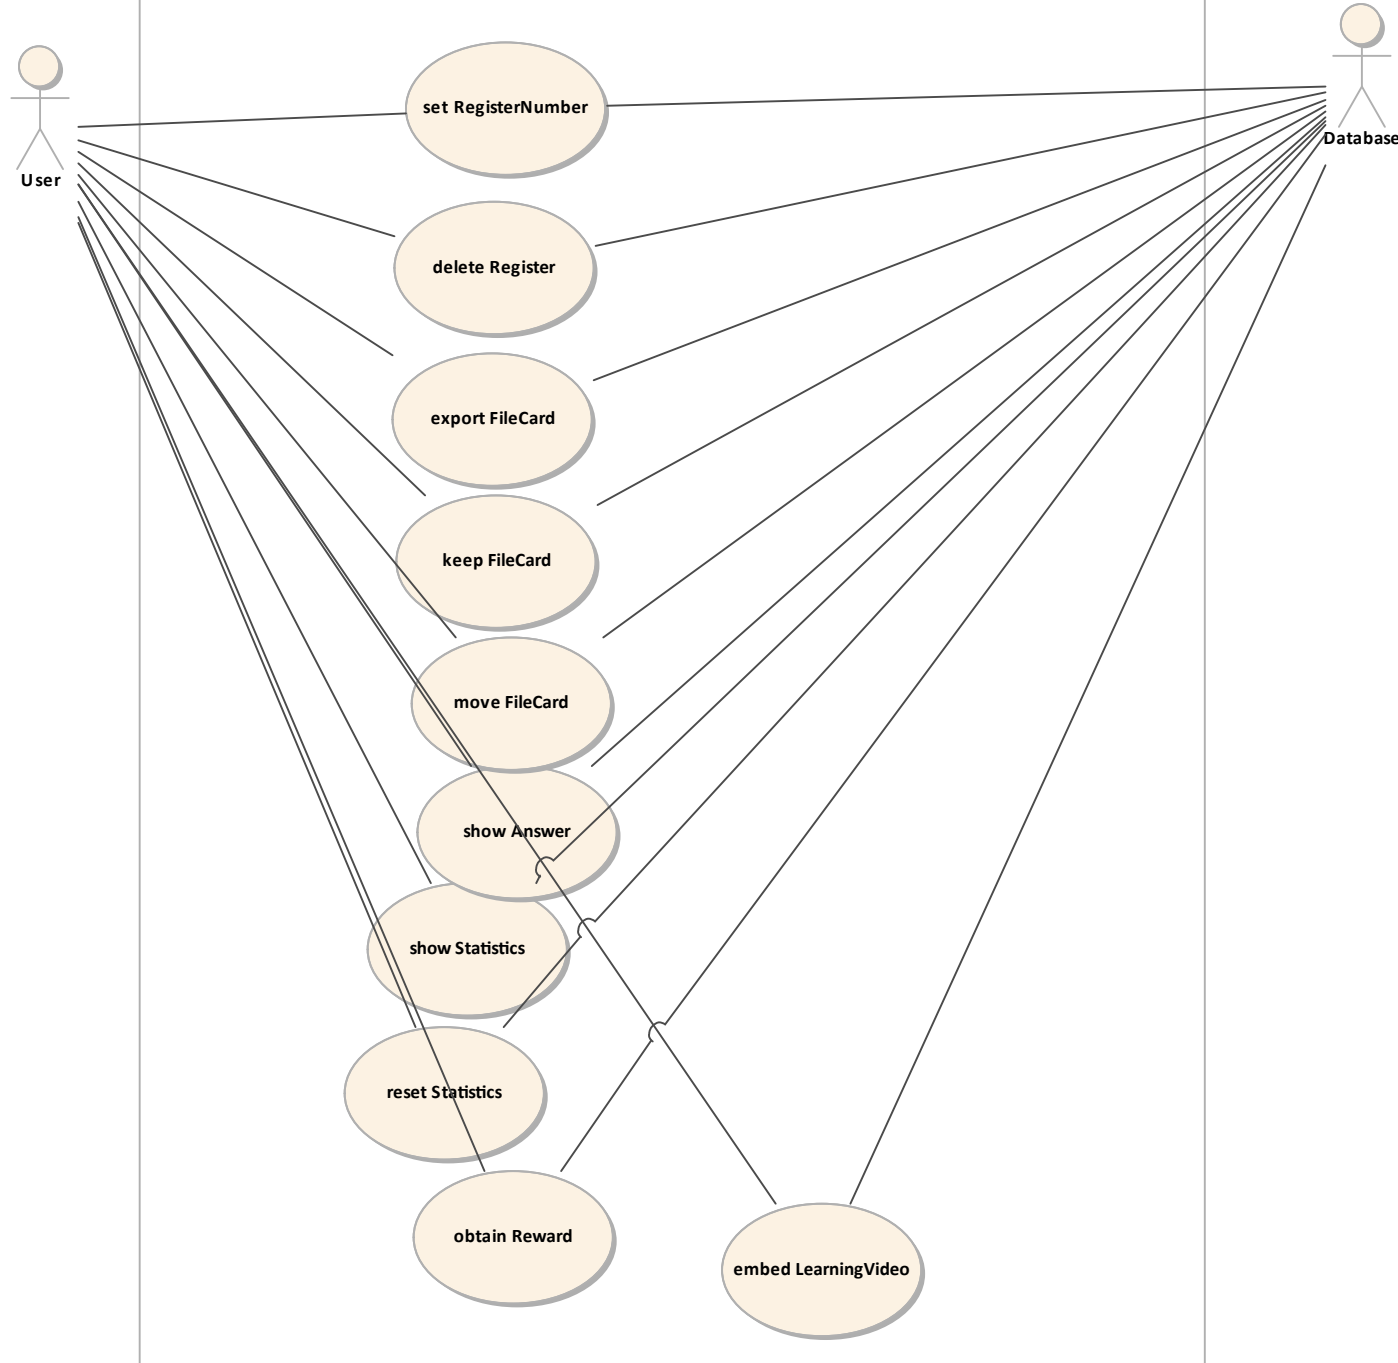 User
Database
set RegisterNumber
delete Register
export FileCard
keep FileCard
move FileCard
show Answer
show Statistics
reset Statistics
obtain Reward
embed LearningVideo